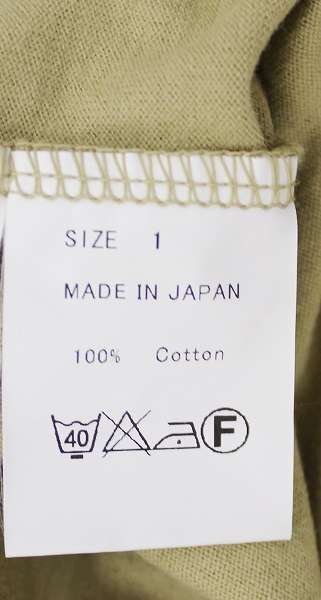 SIZE 1
MADE IN JAPAN
100% Cotton
40 F